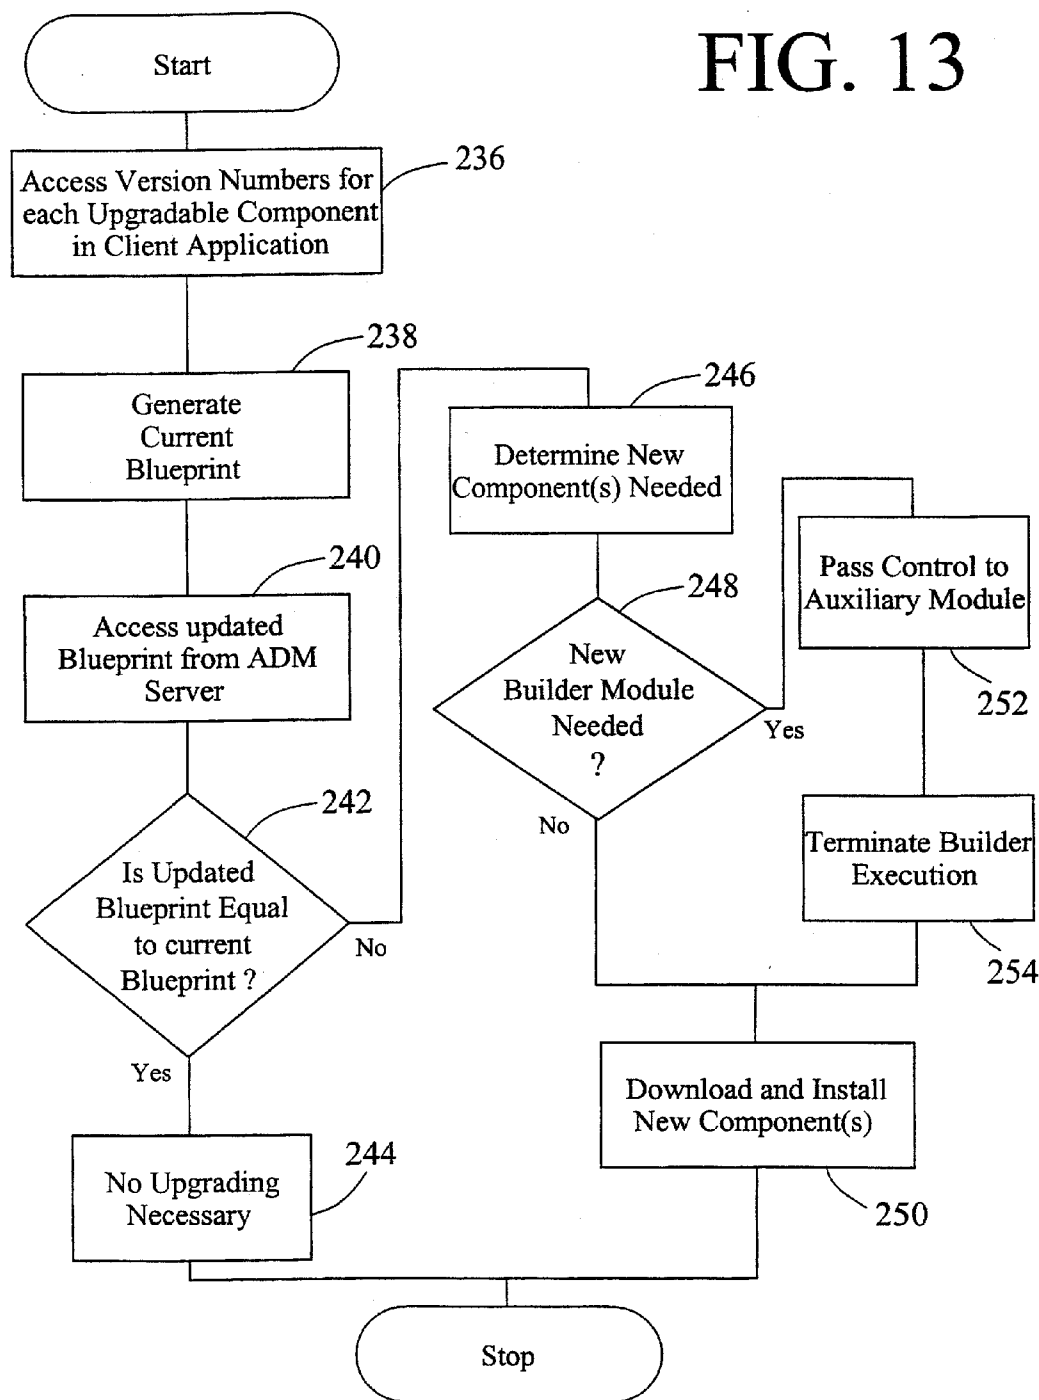 FIG. 13
Start
236
Access Version Numbers for
each Upgradable Component
in Client Application
238
Generate
Current
Blueprint
240
Access updated
Blueprint from ADM
Server
242
Is Updated
Blueprint Equal
to current
Blueprint ?
No
Yes
244
No Upgrading
Necessary
246
Determine New
Component(s) Needed
248
New
Builder Module
Needed
?
Yes
No
Pass Control to
Auxiliary Module
252
Terminate Builder
Execution
254
Download and Install
New Component(s)
250
Stop